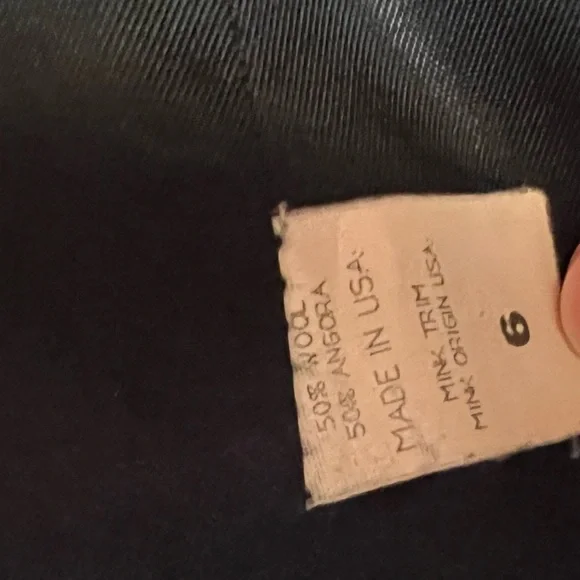 50% WOOL
50% ANGORA
MADE IN USA
MINK TRIM
MINK ORIGIN USA
6